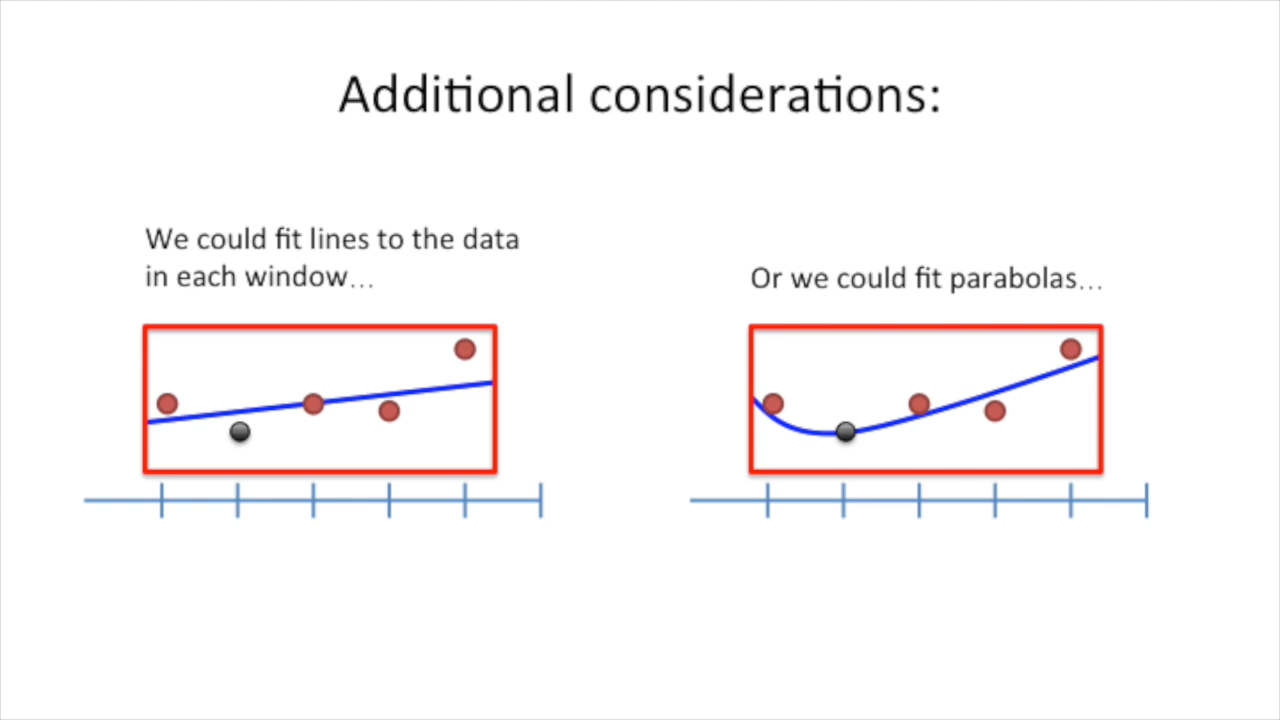 Additional considerations:
We could fit lines to the data
in each window…
Or we could fit parabolas…